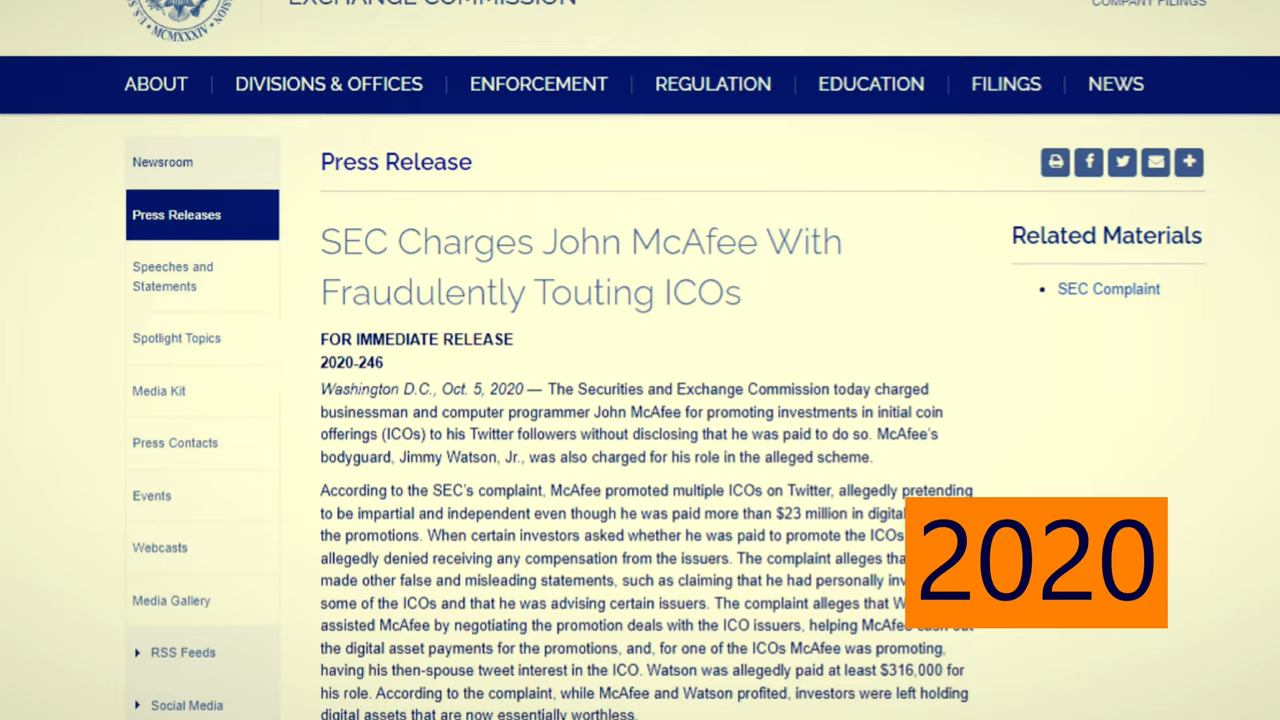 EXCHANGE COMMISSION
COMPANY FILINGS
MCMXXXIV
ABOUT DIVISIONS & OFFICES ENFORCEMENT REGULATION EDUCATION FILINGS NEWS
Newsroom
Press Releases
Speeches and
Statements
Spotlight Topics
Media Kit
Press Contacts
Events
Webcasts
Media Gallery
RSS Feeds
Social Media
Press Release
SEC Charges John McAfee With
Fraudulently Touting ICOs
FOR IMMEDIATE RELEASE
2020-246
Washington D.C., Oct. 5, 2020 — The Securities and Exchange Commission today charged
businessman and computer programmer John McAfee for promoting investments in initial coin
offerings (ICOs) to his Twitter followers without disclosing that he was paid to do so. McAfee's
bodyguard, Jimmy Watson, Jr., was also charged for his role in the alleged scheme.
According to the SEC's complaint, McAfee promoted multiple ICOs on Twitter, allegedly pretending
to be impartial and independent even though he was paid more than $23 million in digital
the promotions. When certain investors asked whether he was paid to promote the ICOs
allegedly denied receiving any compensation from the issuers. The complaint alleges
made other false and misleading statements, such as claiming that he had personally
some of the ICOs and that he was advising certain issuers. The complaint alleges that
assisted McAfee by negotiating the promotion deals with the ICO issuers, helping McAfee
the digital asset payments for the promotions, and, for one of the ICOs McAfee was promoting,
having his then-spouse tweet interest in the ICO. Watson was allegedly paid at least $316,000 for
his role. According to the complaint, while McAfee and Watson profited, investors were left holding
digital assets that are now essentially worthless.
Related Materials
SEC Complaint
2020